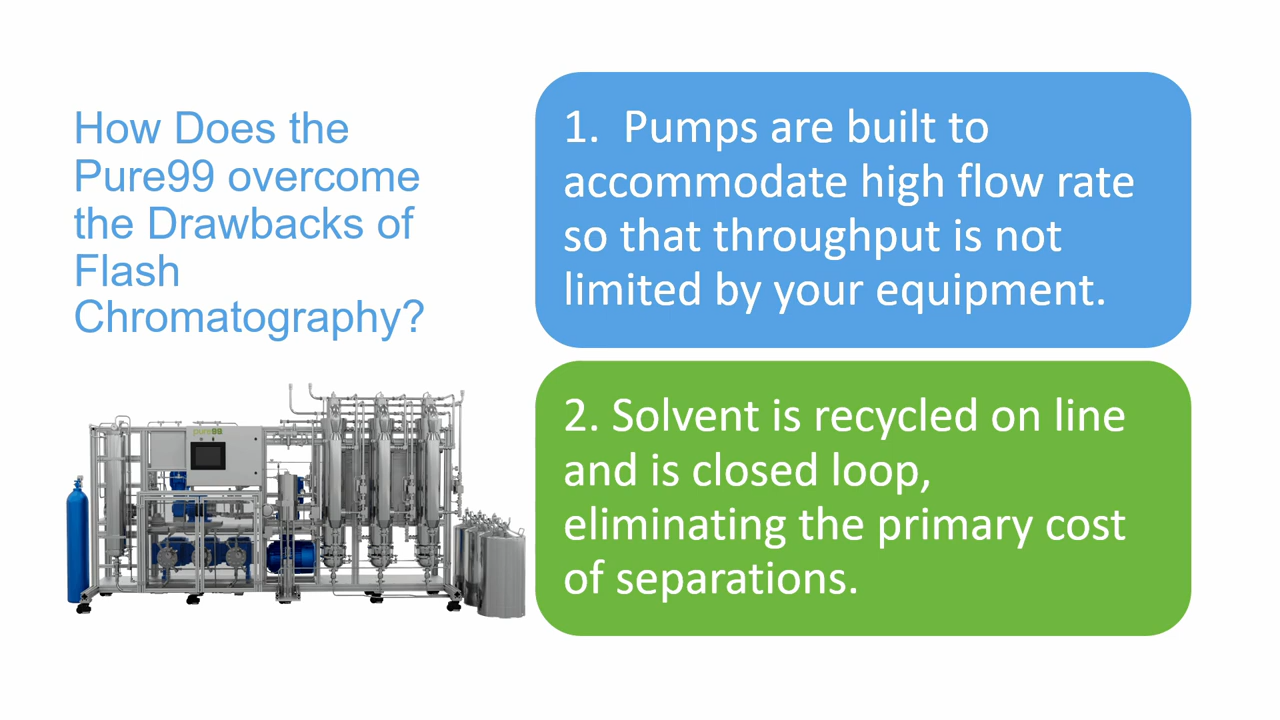 How Does the
Pure99 overcome
the Drawbacks of
Flash
Chromatography?
1.  Pumps are built to
accommodate high flow rate
so that throughput is not
limited by your equipment.
2. Solvent is recycled on line
and is closed loop,
eliminating the primary cost
of separations.
pure99